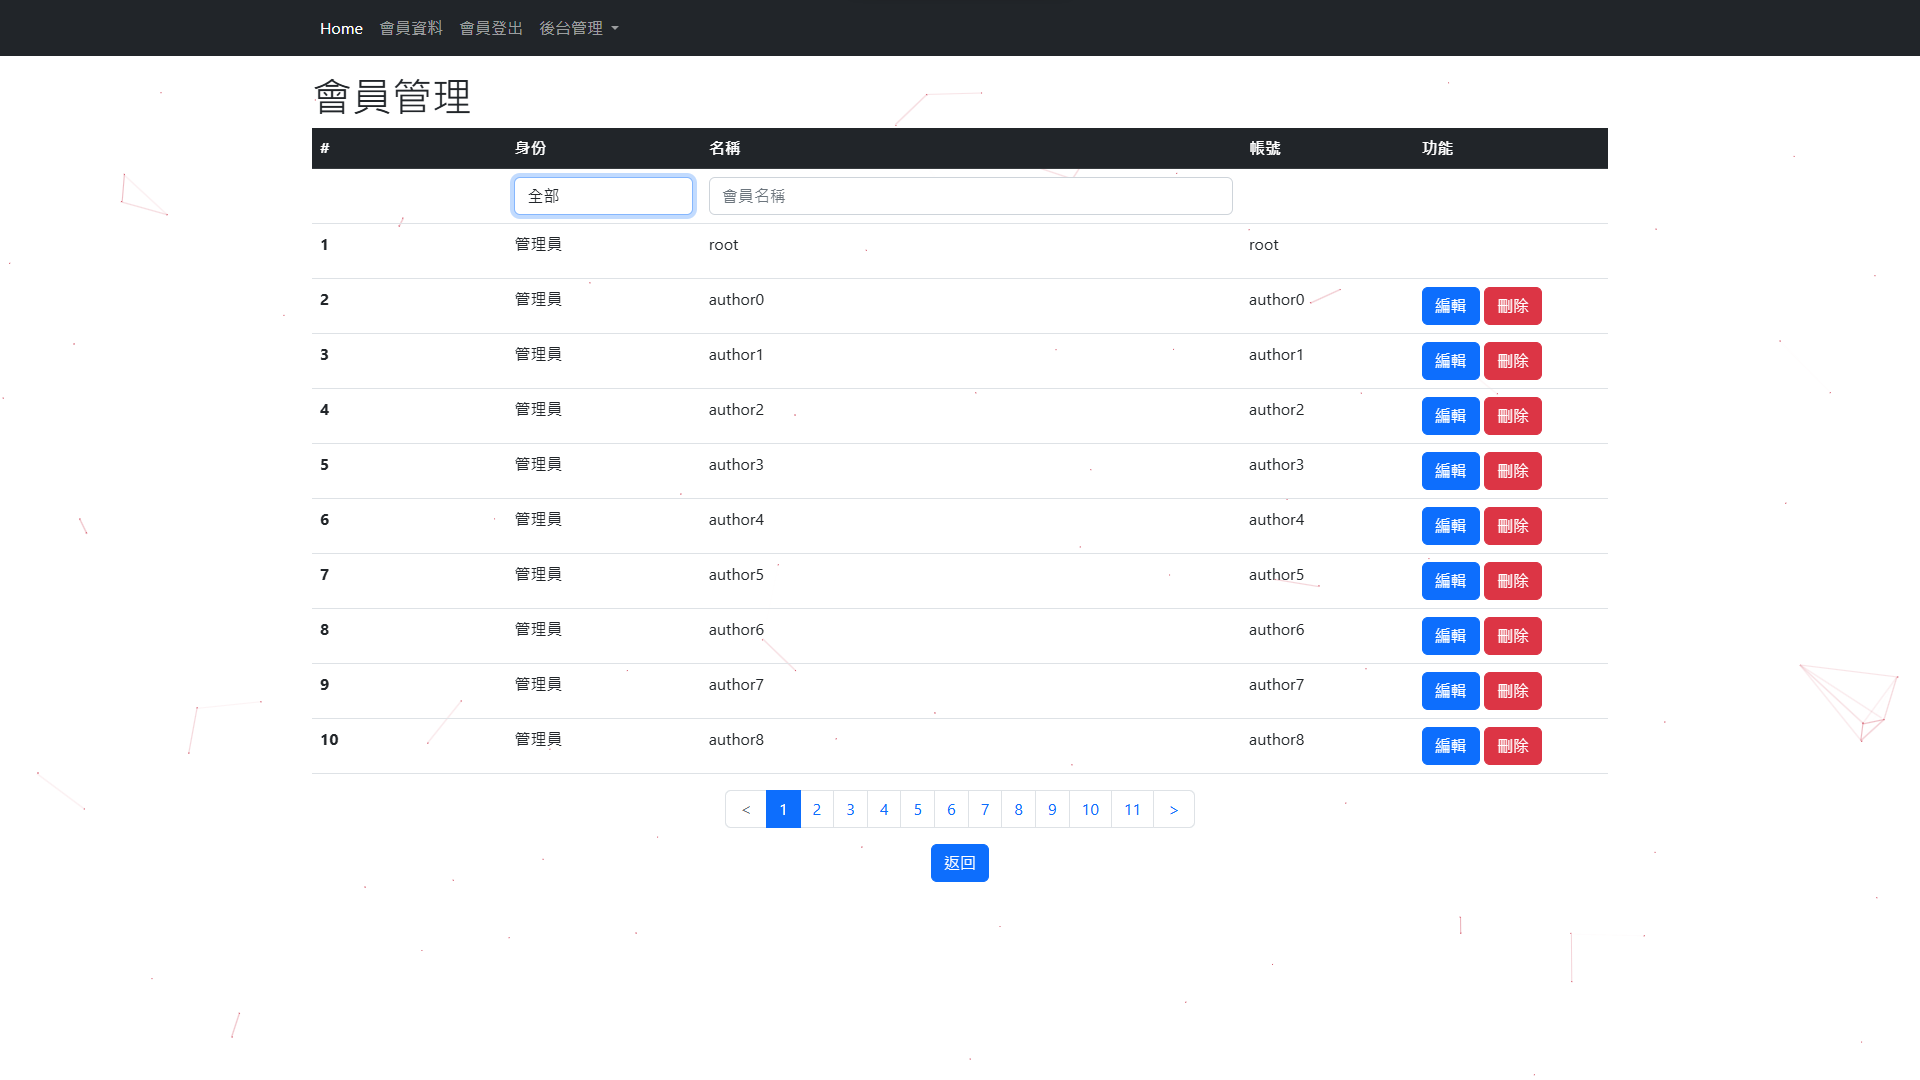 Home 會員資料 會員登出 後台管理
會員管理
# 身份 名稱 帳號 功能
全部 會員名稱
1 管理員 root root
2 管理員 author0 author0 編輯 刪除
3 管理員 author1 author1 編輯 刪除
4 管理員 author2 author2 編輯 刪除
5 管理員 author3 author3 編輯 刪除
6 管理員 author4 author4 編輯 刪除
7 管理員 author5 author5 編輯 刪除
8 管理員 author6 author6 編輯 刪除
9 管理員 author7 author7 編輯 刪除
10 管理員 author8 author8 編輯 刪除
< 1 2 3 4 5 6 7 8 9 10 11 >
返回